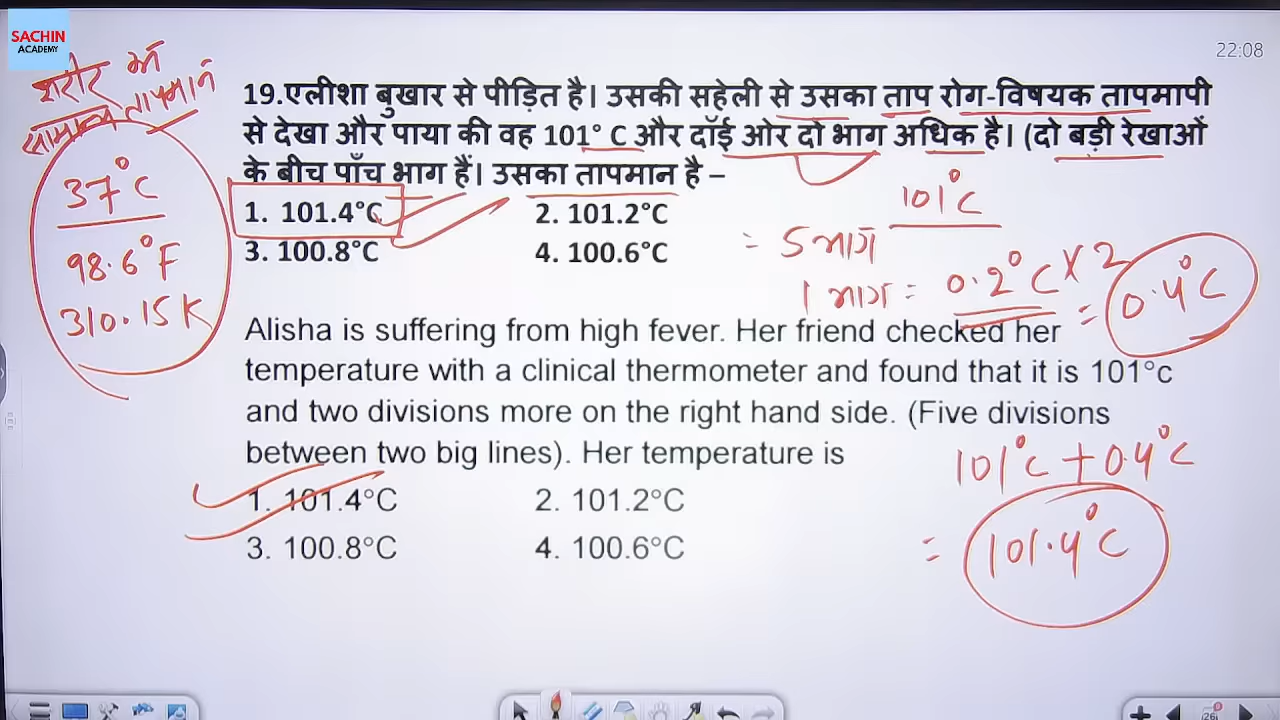 SACHIN
ACADEMY
22:08
शरीर का
सामान्य तापमान
37°C
98.6°F
310.15 K
19.एलीशा बुखार से पीड़ित है। उसकी सहेली से उसका ताप रोग-विषयक तापमापी
से देखा और पाया की वह 101° C और दॉई ओर दो भाग अधिक है। (दो बड़ी रेखाओं
के बीच पाँच भाग हैं। उसका तापमान है –
1. 101.4°C
2. 101.2°C
3. 100.8°C
4. 100.6°C
101°C
= 5 भाग
1 भाग = 0.2°C × 2
= 0.4°C
Alisha is suffering from high fever. Her friend checked her
temperature with a clinical thermometer and found that it is 101°c
and two divisions more on the right hand side. (Five divisions
between two big lines). Her temperature is
1. 101.4°C
2. 101.2°C
3. 100.8°C
4. 100.6°C
101°C + 0.4°C
= 101.4°C